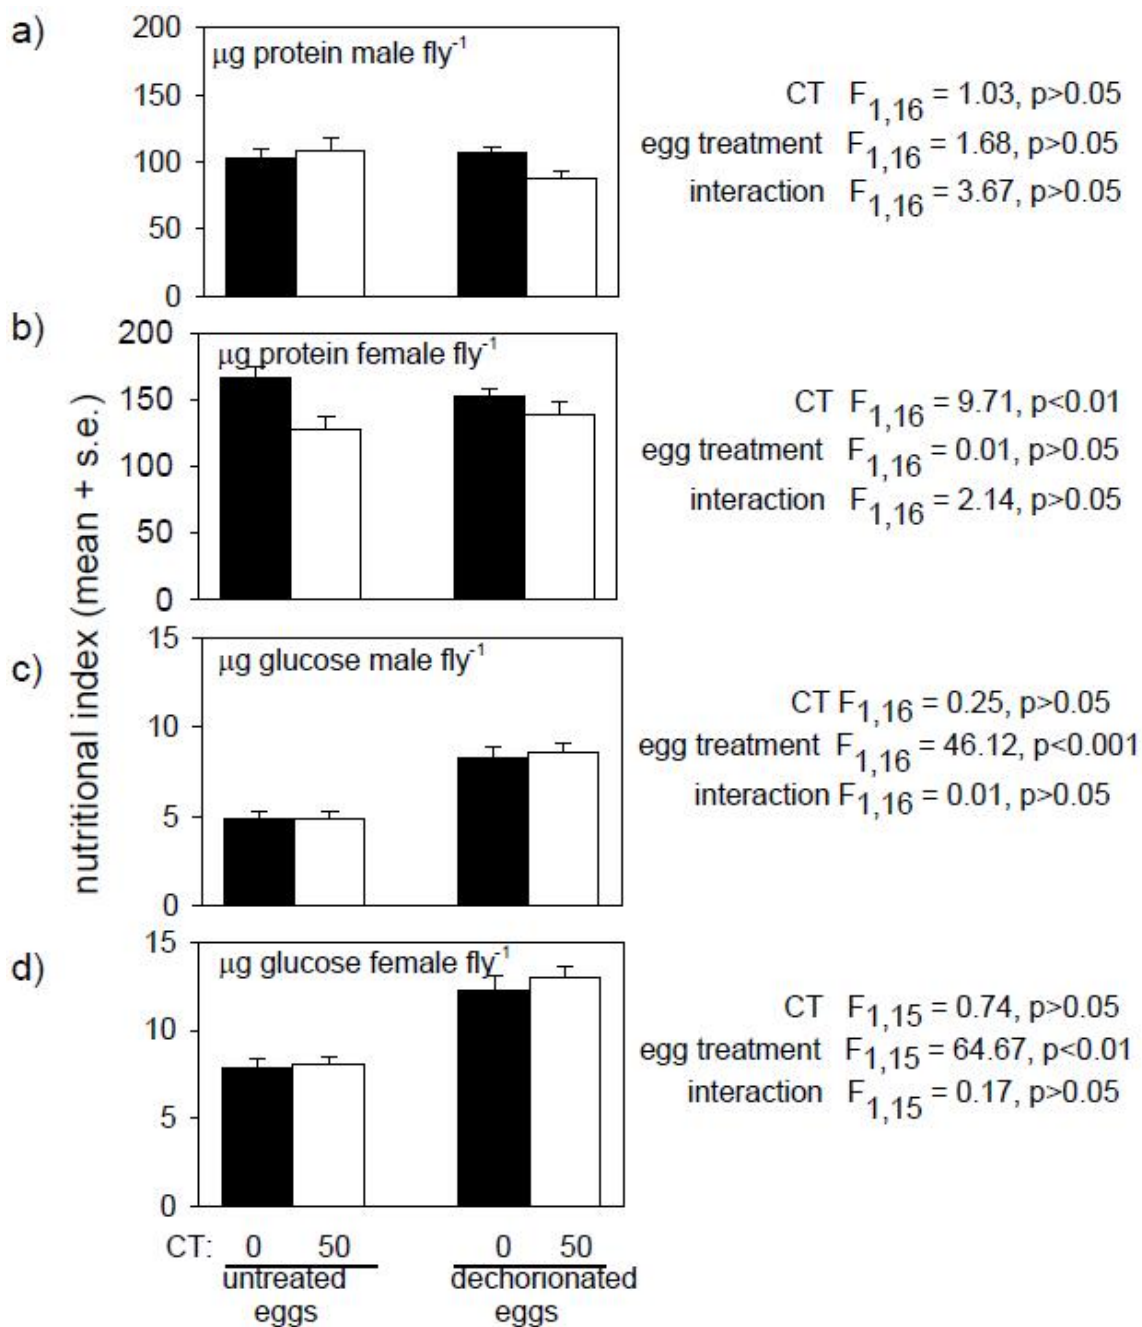 a)
200
150
100
50
0
μg protein male fly-1
CT F1,16 = 1.03, p>0.05
egg treatment F1,16 = 1.68, p>0.05
interaction F1,16 = 3.67, p>0.05
b)
200
150
100
50
0
μg protein female fly-1
CT F1,16 = 9.71, p<0.01
egg treatment F1,16 = 0.01, p>0.05
interaction F1,16 = 2.14, p>0.05
nutritional index (mean + s.e.)
c)
15
10
5
0
μg glucose male fly-1
CT F1,16 = 0.25, p>0.05
egg treatment F1,16 = 46.12, p<0.001
interaction F1,16 = 0.01, p>0.05
d)
15
10
5
0
μg glucose female fly-1
CT F1,15 = 0.74, p>0.05
egg treatment F1,15 = 64.67, p<0.01
interaction F1,15 = 0.17, p>0.05
CT: 0 50 0 50
untreated dechorionated
eggs eggs